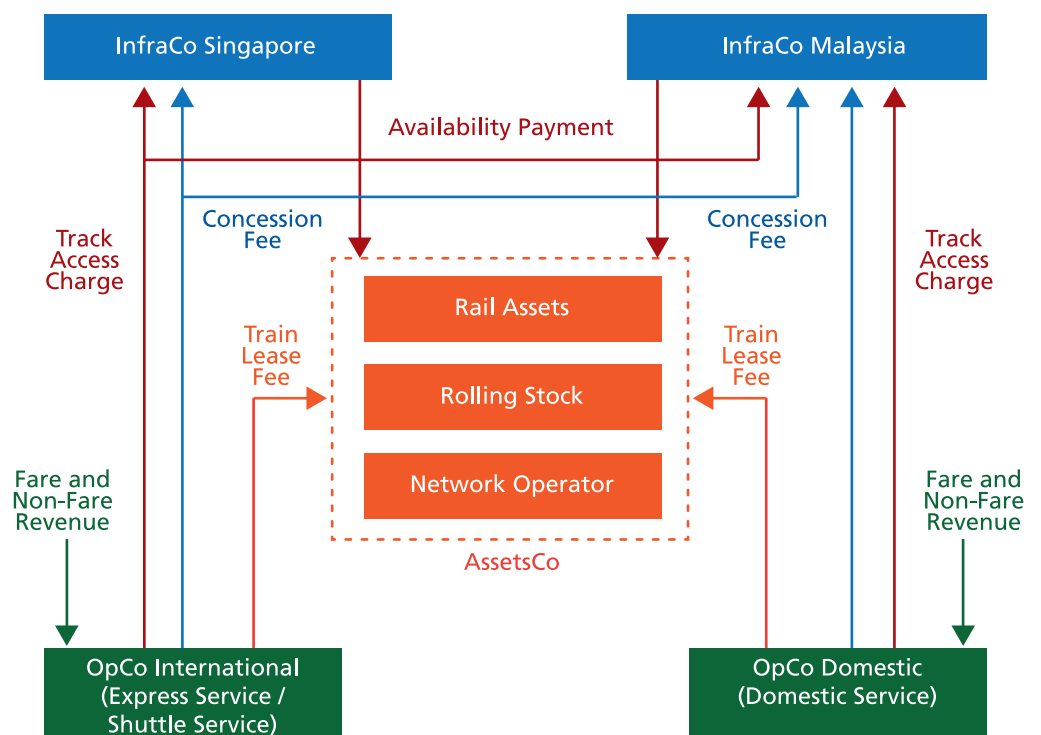 InfraCo Singapore
InfraCo Malaysia
Availability Payment
Concession
Fee
Concession
Fee
Track
Access
Charge
Track
Access
Charge
Rail Assets
Train
Lease
Fee
Train
Lease
Fee
Rolling Stock
Network Operator
Fare and
Non-Fare
Revenue
Fare and
Non-Fare
Revenue
AssetsCo
OpCo International
(Express Service /
Shuttle Service)
OpCo Domestic
(Domestic Service)